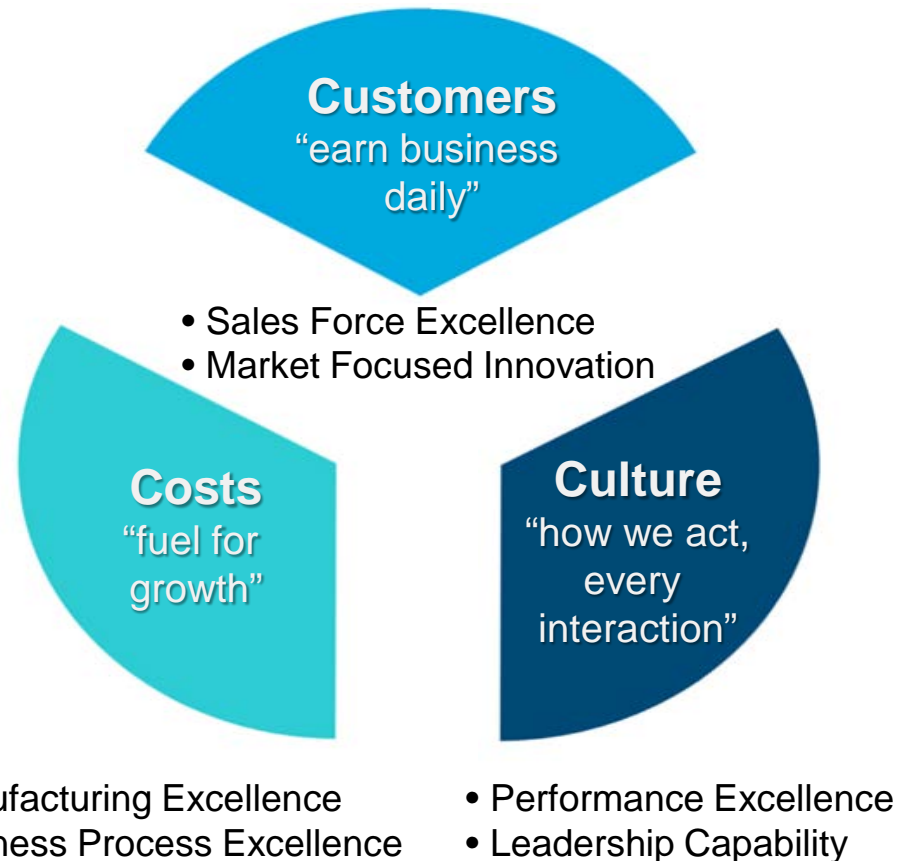 Customers
“earn business
daily”
• Sales Force Excellence
• Market Focused Innovation
Costs
“fuel for
growth”
Culture
“how we act,
every
interaction”
ufacturing Excellence
ness Process Excellence
• Performance Excellence
• Leadership Capability